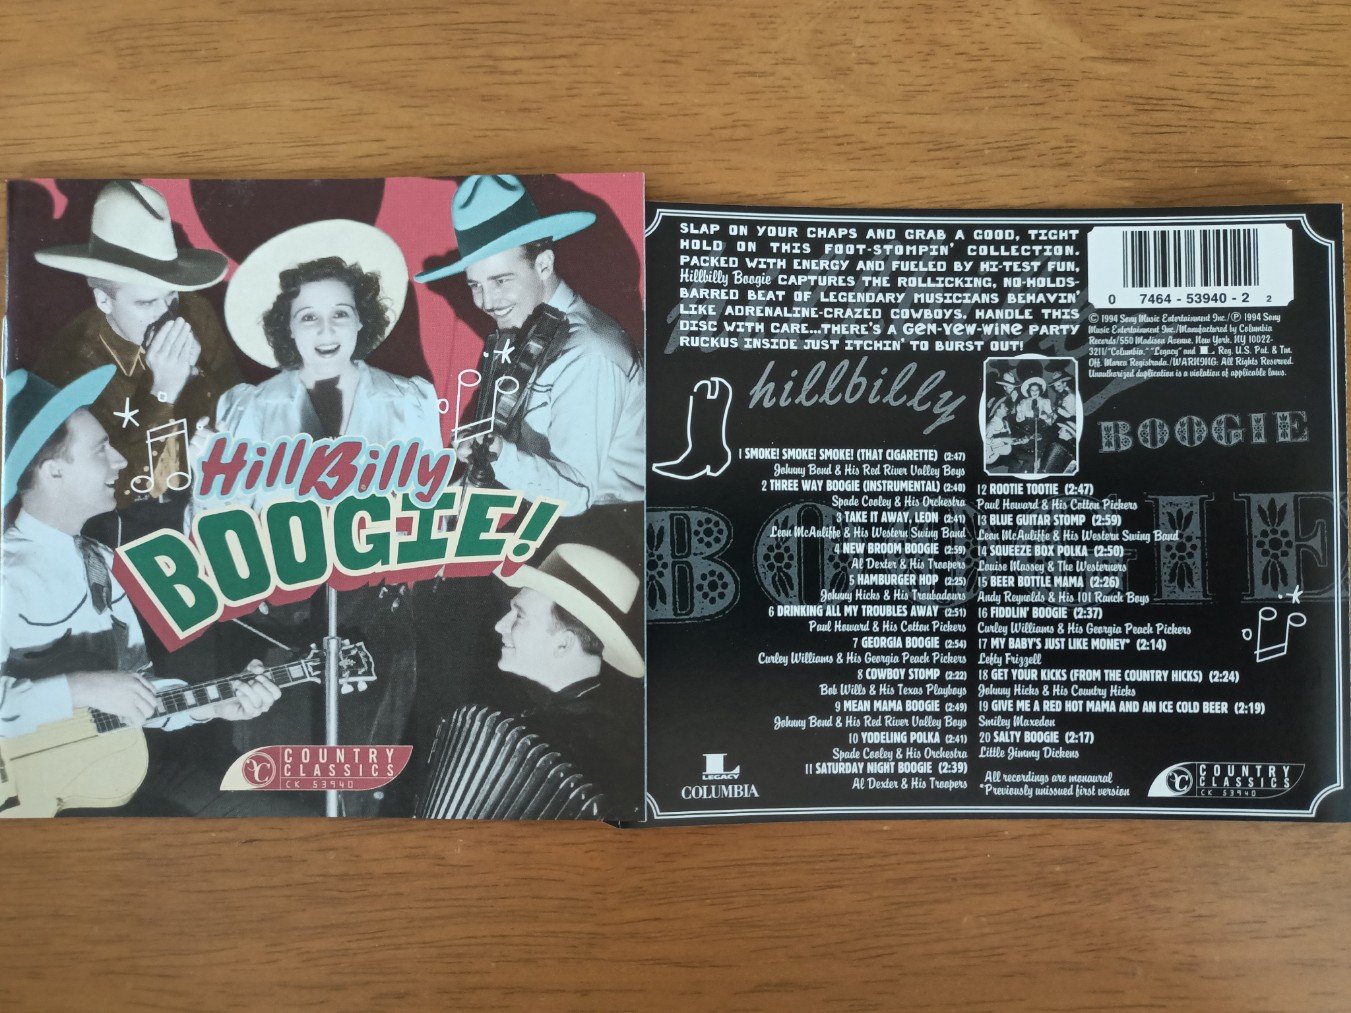 HillBilly
BOOGIE!
COUNTRY
CLASSICS
CK 53940
SLAP ON YOUR CHAPS AND GRAB A GOOD, TIGHT
HOLD ON THIS FOOT-STOMPIN' COLLECTION.
PACKED WITH ENERGY AND FUELED BY HI-TEST FUN,
Hillbilly Boogie CAPTURES THE ROLLICKING, NO-HOLDS-
BARRED BEAT OF LEGENDARY MUSICIANS BEHAVIN'
LIKE ADRENALINE-CRAZED COWBOYS. HANDLE THIS
DISC WITH CARE...THERE'S A GEN-YEW-WINE PARTY
RUCKUS INSIDE JUST ITCHIN' TO BURST OUT!
0 7464-53940-2 2
© 1994 Sony Music Entertainment Inc./℗ 1994 Sony
Music Entertainment Inc./Manufactured by Columbia
Records/550 Madison Avenue, New York, NY 10022-
3211/"Columbia," "Legacy" and L Reg. U.S. Pat. & Tm.
Off. Marca Registrada./WARNING: All Rights Reserved.
Unauthorized duplication is a violation of applicable laws.
hillbilly
BOOGIE
BOOGIE
1 SMOKE! SMOKE! SMOKE! (THAT CIGARETTE) (2:47)
Johnny Bond & His Red River Valley Boys
2 THREE WAY BOOGIE (INSTRUMENTAL) (2:40)
Spade Cooley & His Orchestra
3 TAKE IT AWAY, LEON (2:41)
Leon McAuliffe & His Western Swing Band
4 NEW BROOM BOOGIE (2:59)
Al Dexter & His Troopers
5 HAMBURGER HOP (2:25)
Johnny Hicks & His Troubadours
6 DRINKING ALL MY TROUBLES AWAY (2:51)
Paul Howard & His Cotton Pickers
7 GEORGIA BOOGIE (2:54)
Curley Williams & His Georgia Peach Pickers
8 COWBOY STOMP (2:22)
Bob Wills & His Texas Playboys
9 MEAN MAMA BOOGIE (2:49)
Johnny Bond & His Red River Valley Boys
10 YODELING POLKA (2:41)
Spade Cooley & His Orchestra
11 SATURDAY NIGHT BOOGIE (2:39)
Al Dexter & His Troopers
12 ROOTIE TOOTIE (2:47)
Paul Howard & His Cotton Pickers
13 BLUE GUITAR STOMP (2:59)
Leon McAuliffe & His Western Swing Band
14 SQUEEZE BOX POLKA (2:50)
Louise Massey & The Westerners
15 BEER BOTTLE MAMA (2:26)
Andy Reynolds & His 101 Ranch Boys
16 FIDDLIN' BOOGIE (2:37)
Curley Williams & His Georgia Peach Pickers
17 MY BABY'S JUST LIKE MONEY* (2:14)
Lefty Frizzell
18 GET YOUR KICKS (FROM THE COUNTRY HICKS) (2:24)
Johnny Hicks & His Country Hicks
19 GIVE ME A RED HOT MAMA AND AN ICE COLD BEER (2:19)
Smiley Maxedon
20 SALTY BOOGIE (2:17)
Little Jimmy Dickens
L
LEGACY
COLUMBIA
All recordings are monaural
*Previously unissued first version
COUNTRY
CLASSICS
CK 53940